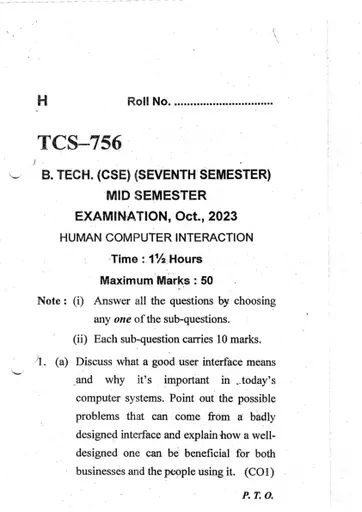 H Roll No. ..............................
TCS–756
B. TECH. (CSE) (SEVENTH SEMESTER)
MID SEMESTER
EXAMINATION, Oct., 2023
HUMAN COMPUTER INTERACTION
Time : 1½ Hours
Maximum Marks : 50
Note : (i) Answer all the questions by choosing
any one of the sub-questions.
(ii) Each sub-question carries 10 marks.
1. (a) Discuss what a good user interface means
and why it's important in today's
computer systems. Point out the possible
problems that can come from a badly
designed interface and explain how a well-
designed one can be beneficial for both
businesses and the people using it. (CO1)
P. T. O.